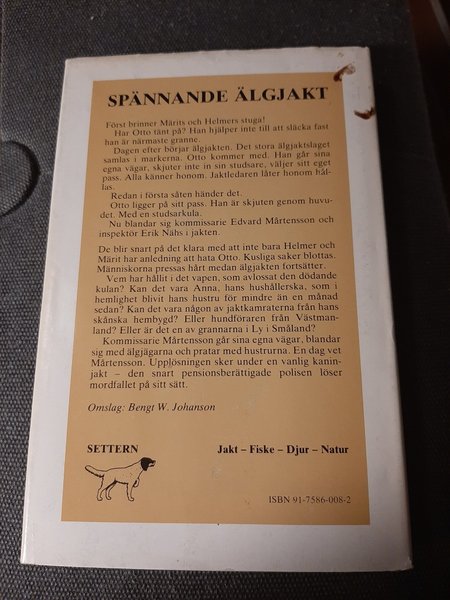 SPÄNNANDE ÄLGJAKT
Först brinner Märits och Helmers stuga!
Har Otto tänt på? Han hjälper inte till att släcka fast
han är närmaste granne.
Dagen efter börjar älgjakten. Det stora älgjaktslaget
samlas i markerna. Otto kommer med. Han går sina
egna vägar, skjuter inte in sin studsare, väljer sitt eget
pass. Alla känner honom. Jaktledaren låter honom hål-
las.
Redan i första såten händer det.
Otto ligger på sitt pass. Han är skjuten genom huvu-
det. Med en studsarkula.
Nu blandar sig kommissarie Edvard Mårtensson och
inspektör Erik Nähs i jakten.
De blir snart på det klara med att inte bara Helmer och
Märit har anledning att hata Otto. Kusliga saker blottas.
Människorna pressas hårt medan älgjakten fortsätter.
Vem har hållit i det vapen, som avlossat den dödande
kulan? Kan det vara Anna, hans hushållerska, som i
hemlighet blivit hans hustru för mindre än en månad
sedan? Kan det vara någon av jaktkamraterna från hans
skånska hembygd? Eller hundföraren från Västman-
land? Eller är det en av grannarna i Ly i Småland?
Kommissarie Mårtensson går sina egna vägar, blandar
sig med älgjägarna och pratar med hustrurna. En dag vet
Mårtensson. Upplösningen sker under en vanlig kanin-
jakt – den snart pensionsberättigade polisen löser
mordfallet på sitt sätt.
Omslag: Bengt W. Johanson
SETTERN Jakt – Fiske – Djur – Natur
ISBN 91-7586-008-2